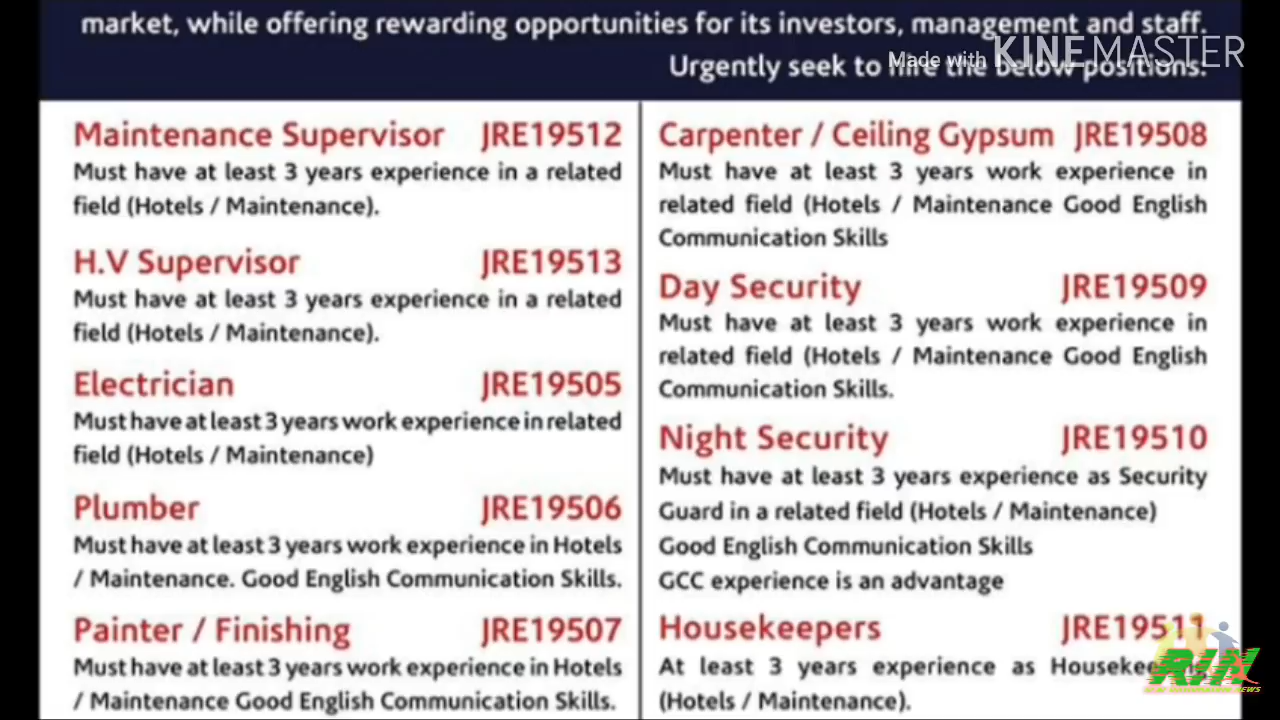 market, while offering rewarding opportunities for its investors, management and staff.
Urgently seek to hire the below positions.
Made with KINEMASTER
Maintenance Supervisor JRE19512
Must have at least 3 years experience in a related
field (Hotels / Maintenance).
H.V Supervisor JRE19513
Must have at least 3 years experience in a related
field (Hotels / Maintenance).
Electrician JRE19505
Must have at least 3 years work experience in related
field (Hotels / Maintenance)
Plumber JRE19506
Must have at least 3 years work experience in Hotels
/ Maintenance. Good English Communication Skills.
Painter / Finishing JRE19507
Must have at least 3 years work experience in Hotels
/ Maintenance Good English Communication Skills.
Carpenter / Ceiling Gypsum JRE19508
Must have at least 3 years work experience in
related field (Hotels / Maintenance Good English
Communication Skills
Day Security JRE19509
Must have at least 3 years work experience in
related field (Hotels / Maintenance Good English
Communication Skills.
Night Security JRE19510
Must have at least 3 years experience as Security
Guard in a related field (Hotels / Maintenance)
Good English Communication Skills
GCC experience is an advantage
Housekeepers JRE19511
At least 3 years experience as
(Hotels / Maintenance).
RIN